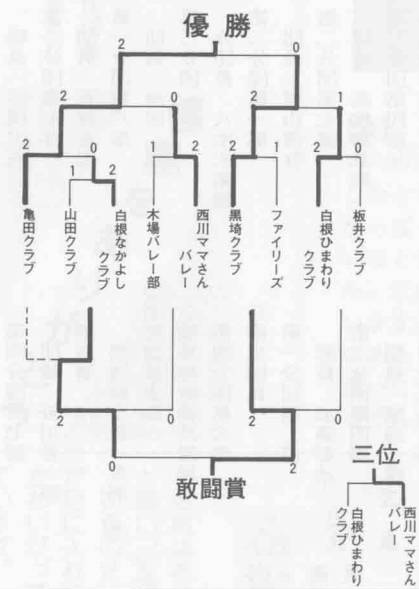 優勝
2 0
2 0 2 1
2 0 1 2 2 1 2 0
1 2
亀田クラブ
山田クラブ
白根なかよし
クラブ
木場バレー部
西川ママさん
バレー
黒埼クラブ
ファイリーズ
白根ひまわり
クラブ
板井クラブ
2 0 2 0
0 2
敢闘賞
三位
西川ママさん
バレー
白根ひまわり
クラブ